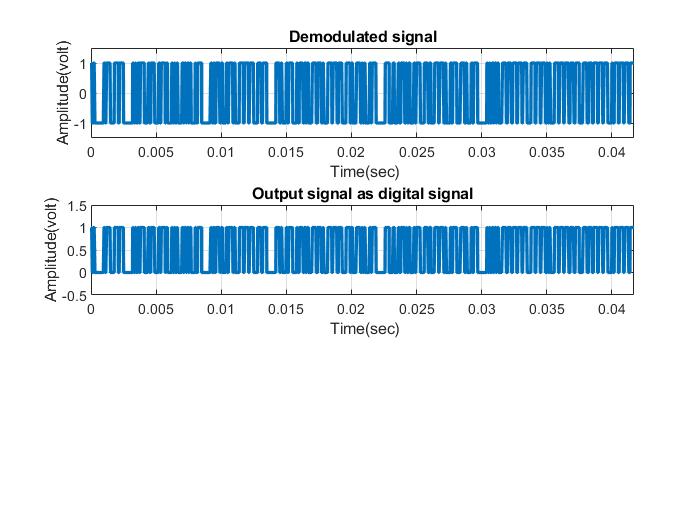 Demodulated signal
Amplitude(volt)
1
0
-1
0 0.005 0.01 0.015 0.02 0.025 0.03 0.035 0.04
Time(sec)
Output signal as digital signal
Amplitude(volt)
1.5
1
0.5
0
-0.5
0 0.005 0.01 0.015 0.02 0.025 0.03 0.035 0.04
Time(sec)